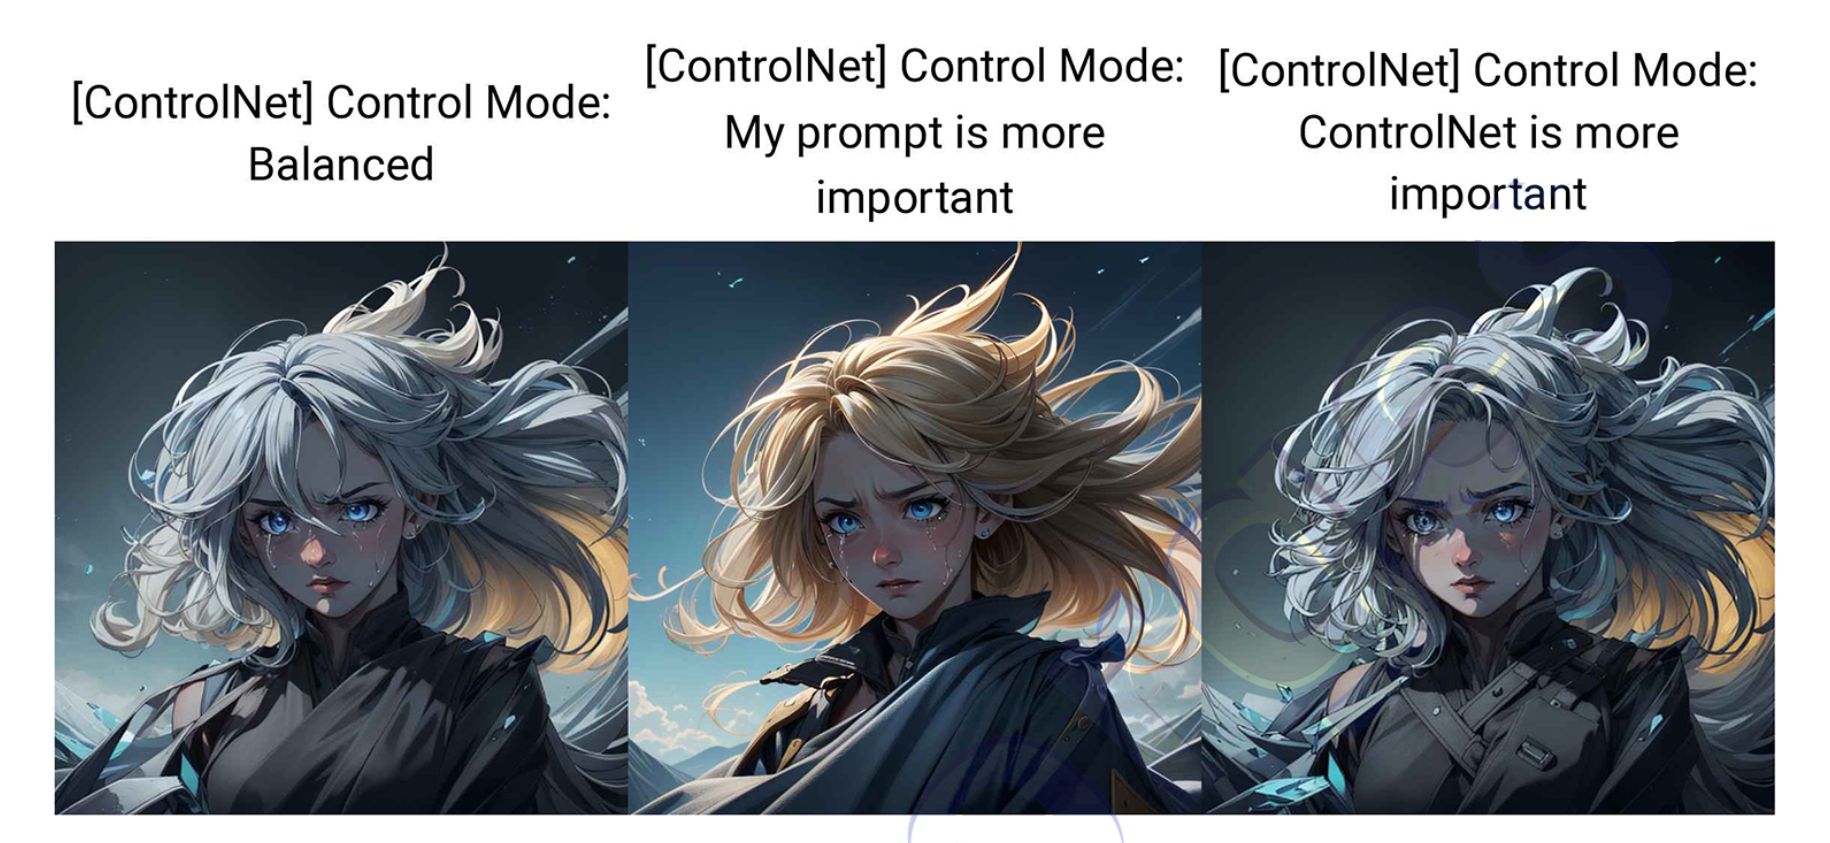 [ControlNet] Control Mode:
Balanced
[ControlNet] Control Mode:
My prompt is more
important
[ControlNet] Control Mode:
ControlNet is more
important